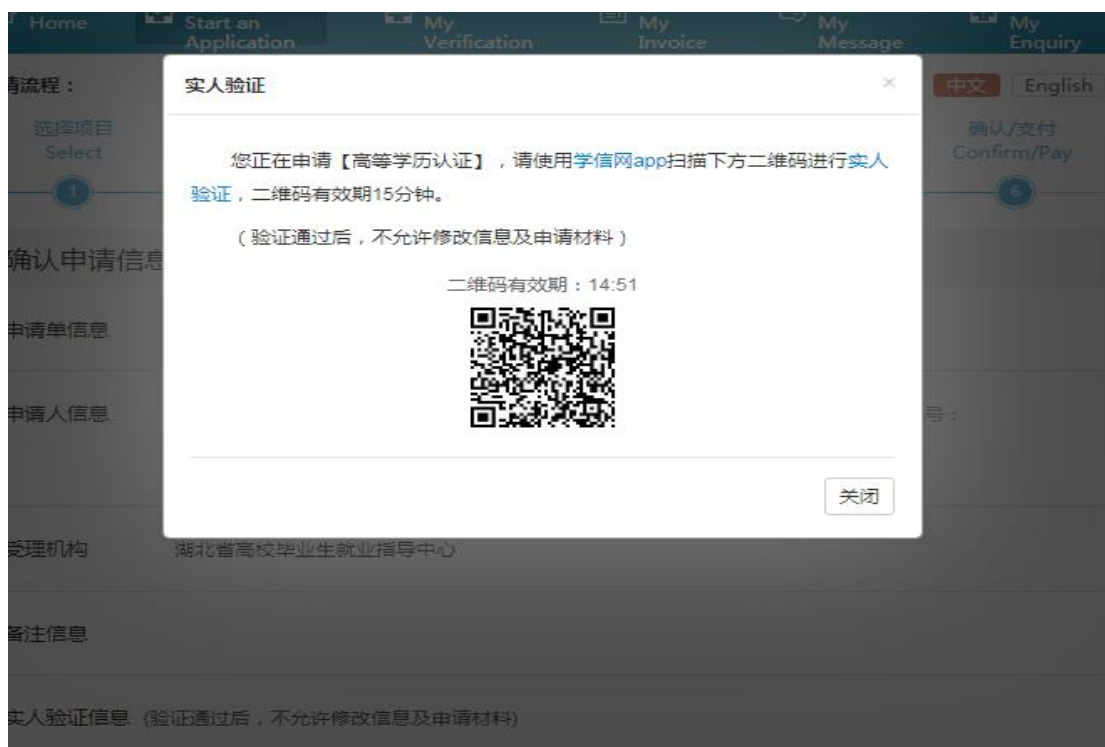 Home
Start an
Application
My
Verification
My
Invoice
My
Message
My
Enquiry
请流程：
中文
English
选择项目
Select
1
确认/支付
Confirm/Pay
6
实人验证
×
您正在申请【高等学历认证】，请使用学信网app扫描下方二维码进行实人
验证，二维码有效期15分钟。
（验证通过后，不允许修改信息及申请材料）
二维码有效期：14:51
关闭
确认申请信息
申请单信息
申请人信息
号：
受理机构
湖北省高校毕业生就业指导中心
备注信息
实人验证信息 (验证通过后，不允许修改信息及申请材料)